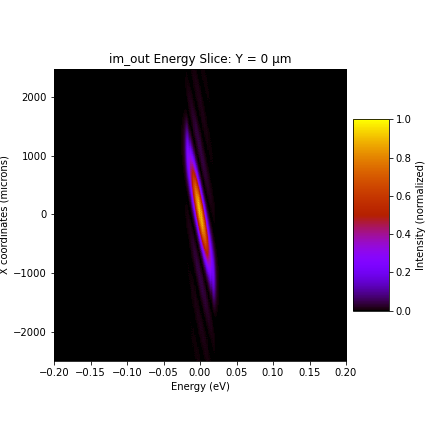 im_out Energy Slice: Y = 0 μm
X coordinates (microns)
2000
1000
0
−1000
−2000
−0.20 −0.15 −0.10 −0.05 0.00 0.05 0.10 0.15 0.20
Energy (eV)
1.0
0.8
0.6
0.4
0.2
0.0
Intensity (normalized)